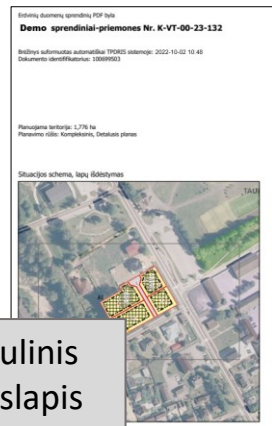 Erdvinių duomenų sprendinių PDF byla
Demo sprendiniai-priemones Nr. K-VT-00-23-132
Brėžinys suformuotas automatiškai TPDRIS sistemoje: 2022-10-02 10:48
Dokumento identifikatorius: 100699503
Planuojama teritorija: 1,776 ha
Planavimo rūšis: Kompleksinis, Detalusis planas
Situacijos schema, lapų išdėstymas
TAU
ulinis
slapis